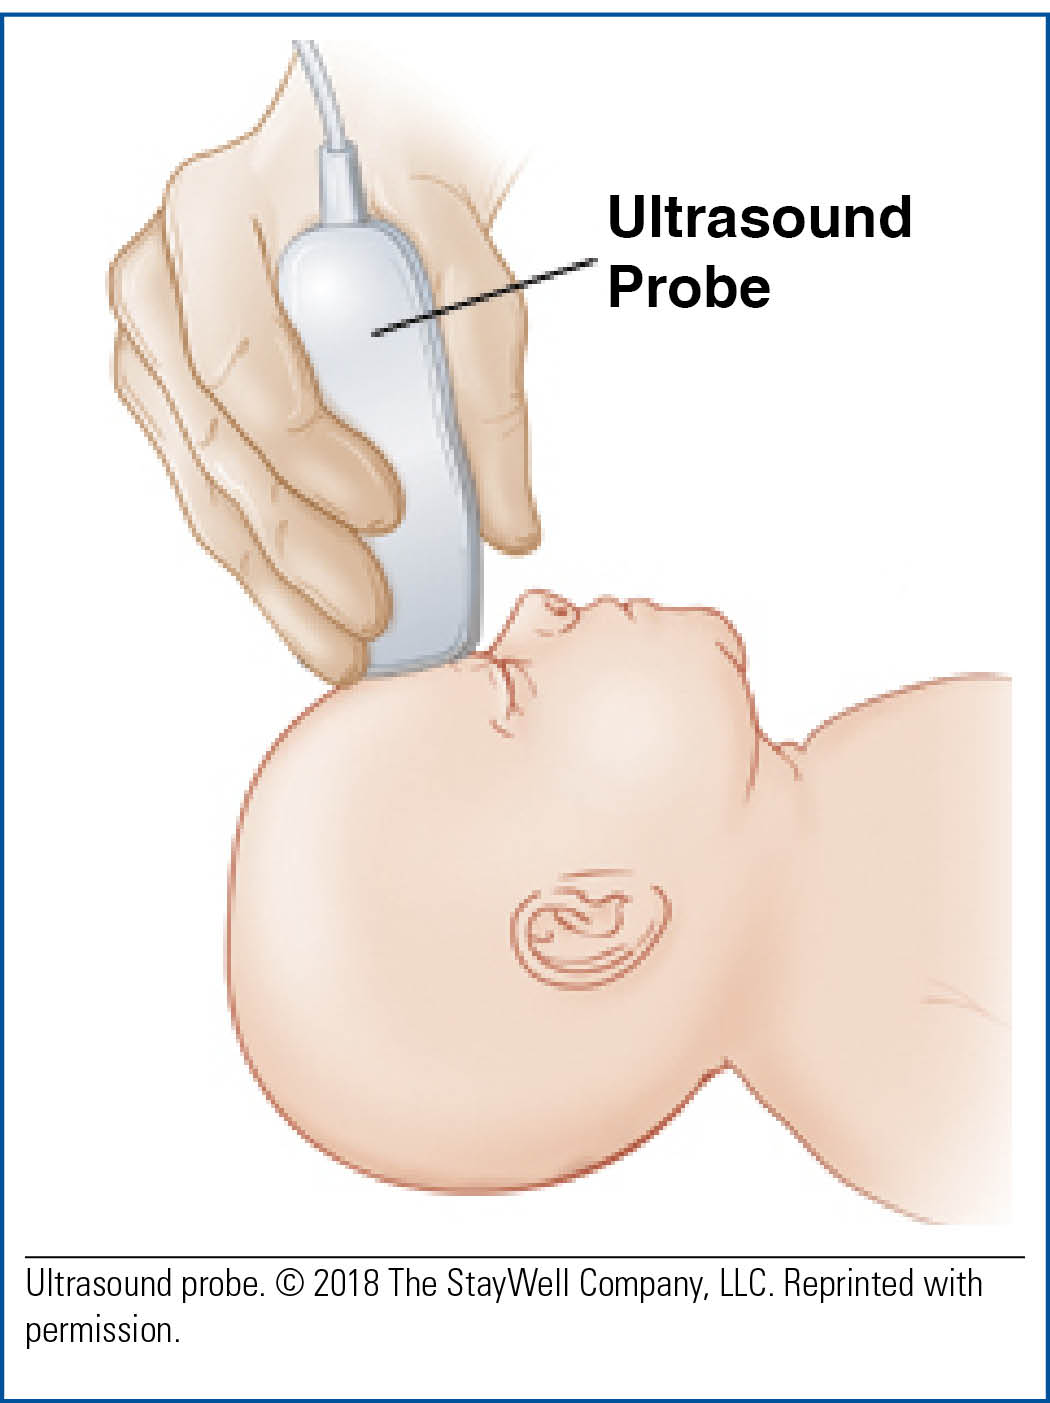 Ultrasound
Probe
Ultrasound probe. © 2018 The StayWell Company, LLC. Reprinted with
permission.